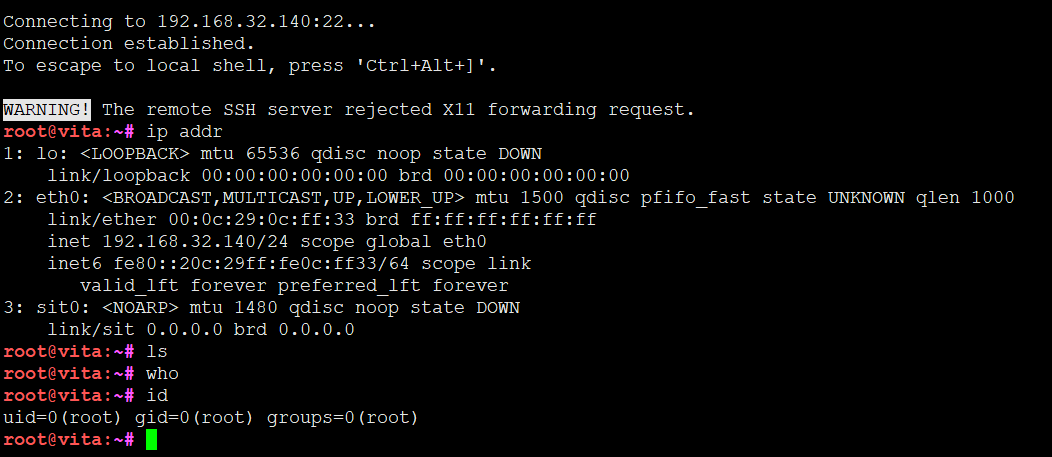 Connecting to 192.168.32.140:22...
Connection established.
To escape to local shell, press 'Ctrl+Alt+]'.
WARNING! The remote SSH server rejected X11 forwarding request.
root@vita:~# ip addr
1: lo: <LOOPBACK> mtu 65536 qdisc noop state DOWN
    link/loopback 00:00:00:00:00:00 brd 00:00:00:00:00:00
2: eth0: <BROADCAST,MULTICAST,UP,LOWER_UP> mtu 1500 qdisc pfifo_fast state UNKNOWN qlen 1000
    link/ether 00:0c:29:0c:ff:33 brd ff:ff:ff:ff:ff:ff
    inet 192.168.32.140/24 scope global eth0
    inet6 fe80::20c:29ff:fe0c:ff33/64 scope link
       valid_lft forever preferred_lft forever
3: sit0: <NOARP> mtu 1480 qdisc noop state DOWN
    link/sit 0.0.0.0 brd 0.0.0.0
root@vita:~# ls
root@vita:~# who
root@vita:~# id
uid=0(root) gid=0(root) groups=0(root)
root@vita:~#